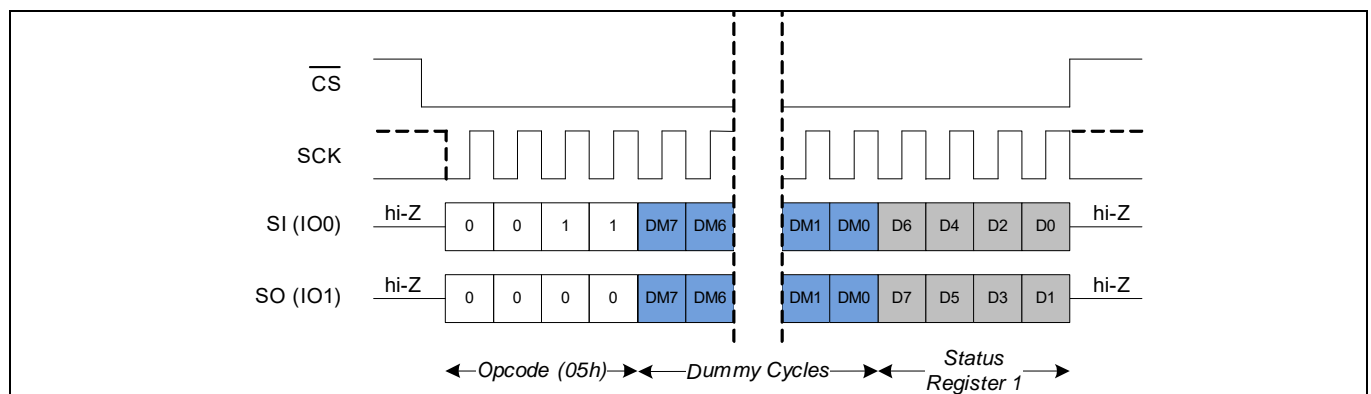 CS
SCK
hi-Z
SI (IO0)
0 0 1 1 DM7 DM6 DM1 DM0 D6 D4 D2 D0
hi-Z
hi-Z
SO (IO1)
0 0 0 0 DM7 DM6 DM1 DM0 D7 D5 D3 D1
hi-Z
Opcode (05h)
Dummy Cycles
Status
Register 1